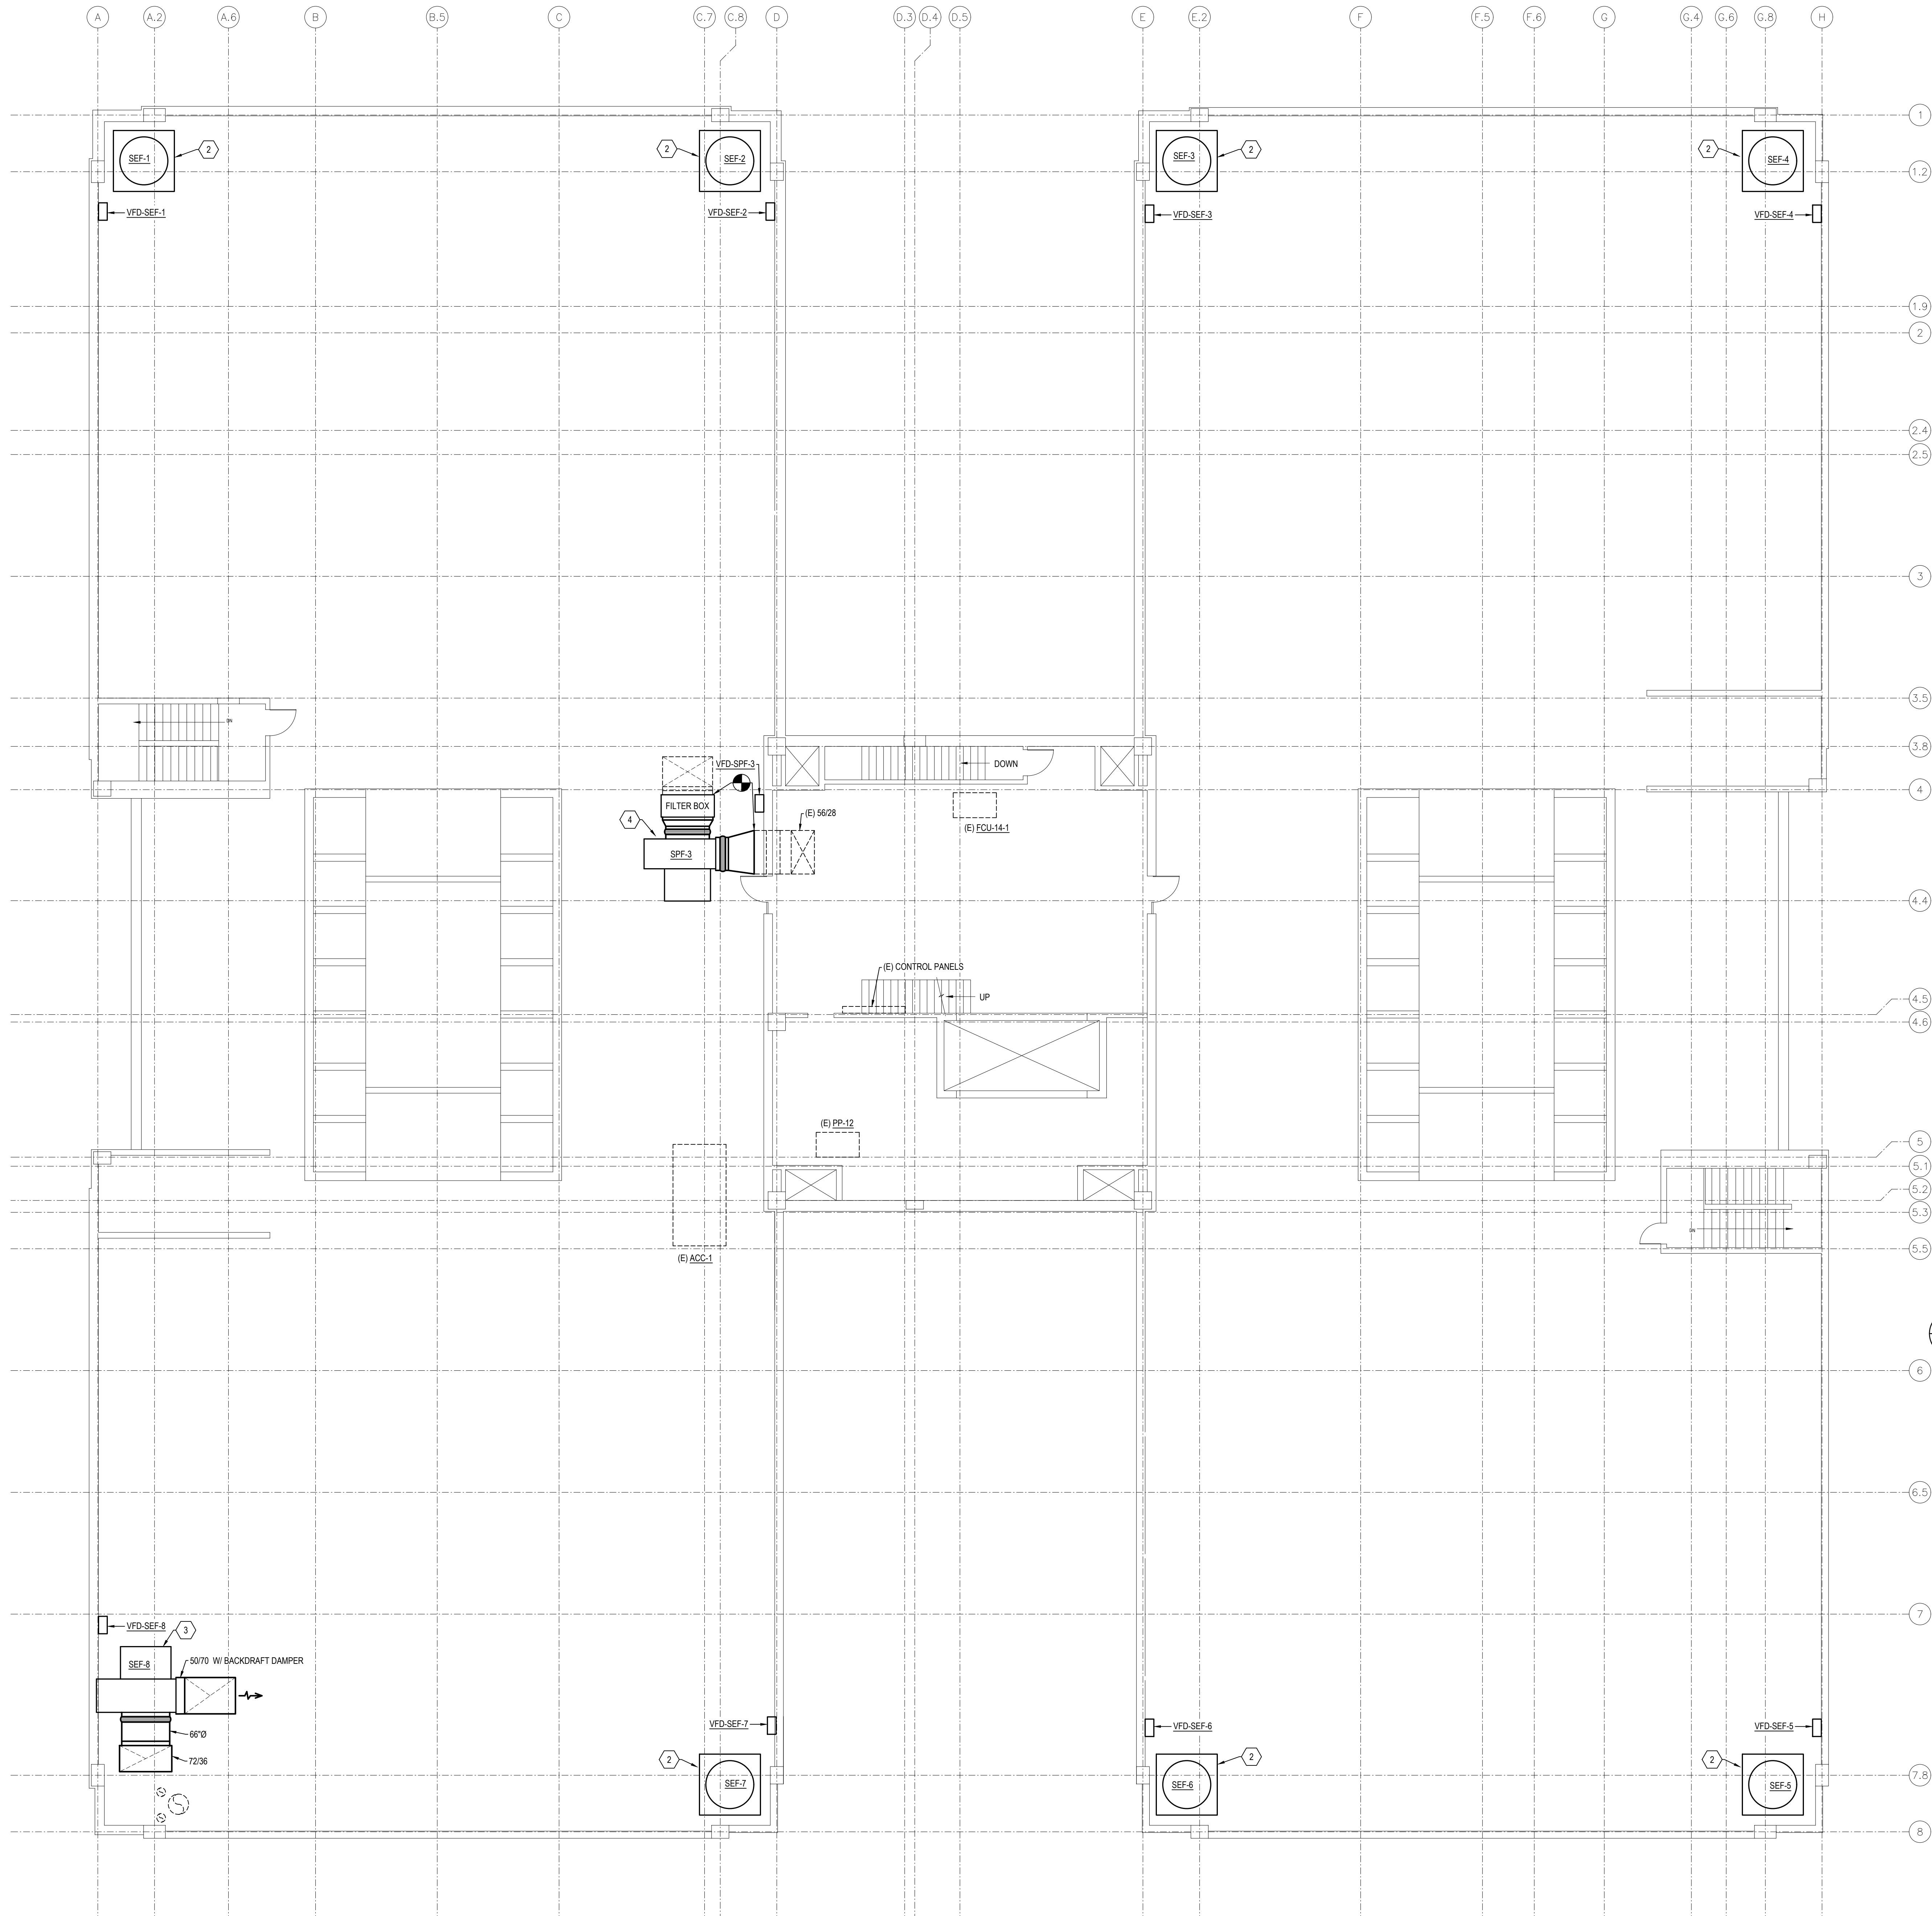 A A.2 A.6 B B.5 C C.7 C.8 D D.3 D.4 D.5 E E.2 F F.5 F.6 G G.4 G.6 G.8 H
1
SEF-1
2
2
SEF-2
SEF-3
2
2
SEF-4
1.2
VFD-SEF-1
VFD-SEF-2
VFD-SEF-3
VFD-SEF-4
1.9
2
2.4
2.5
3
3.5
DN
3.8
VFD-SPF-3
DOWN
4
FILTER BOX
(E) 56/28
4
(E) FCU-14-1
SPF-3
4.4
(E) CONTROL PANELS
UP
4.5
4.6
(E) PP-12
5
5.1
5.2
5.3
DN
5.5
(E) ACC-1
6
6.5
7
VFD-SEF-8
3
SEF-8
50/70 W/ BACKDRAFT DAMPER
VFD-SEF-7
VFD-SEF-6
VFD-SEF-5
66"Ø
72/36
2
2
2
7.8
SEF-7
SEF-6
SEF-5
8